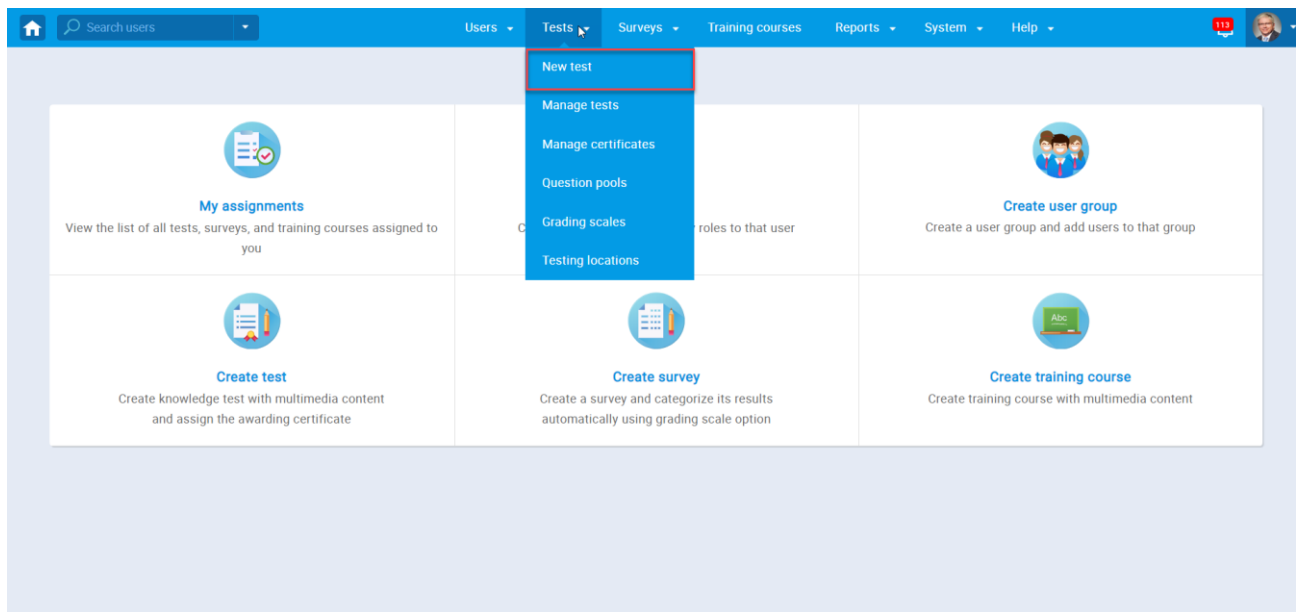 Search users
Users
Tests
Surveys
Training courses
Reports
System
Help
113
New test
Manage tests
Manage certificates
Question pools
Grading scales
Testing locations
My assignments
View the list of all tests, surveys, and training courses assigned to
you
C
roles to that user
Create user group
Create a user group and add users to that group
Create test
Create knowledge test with multimedia content
and assign the awarding certificate
Create survey
Create a survey and categorize its results
automatically using grading scale option
Abc
Create training course
Create training course with multimedia content